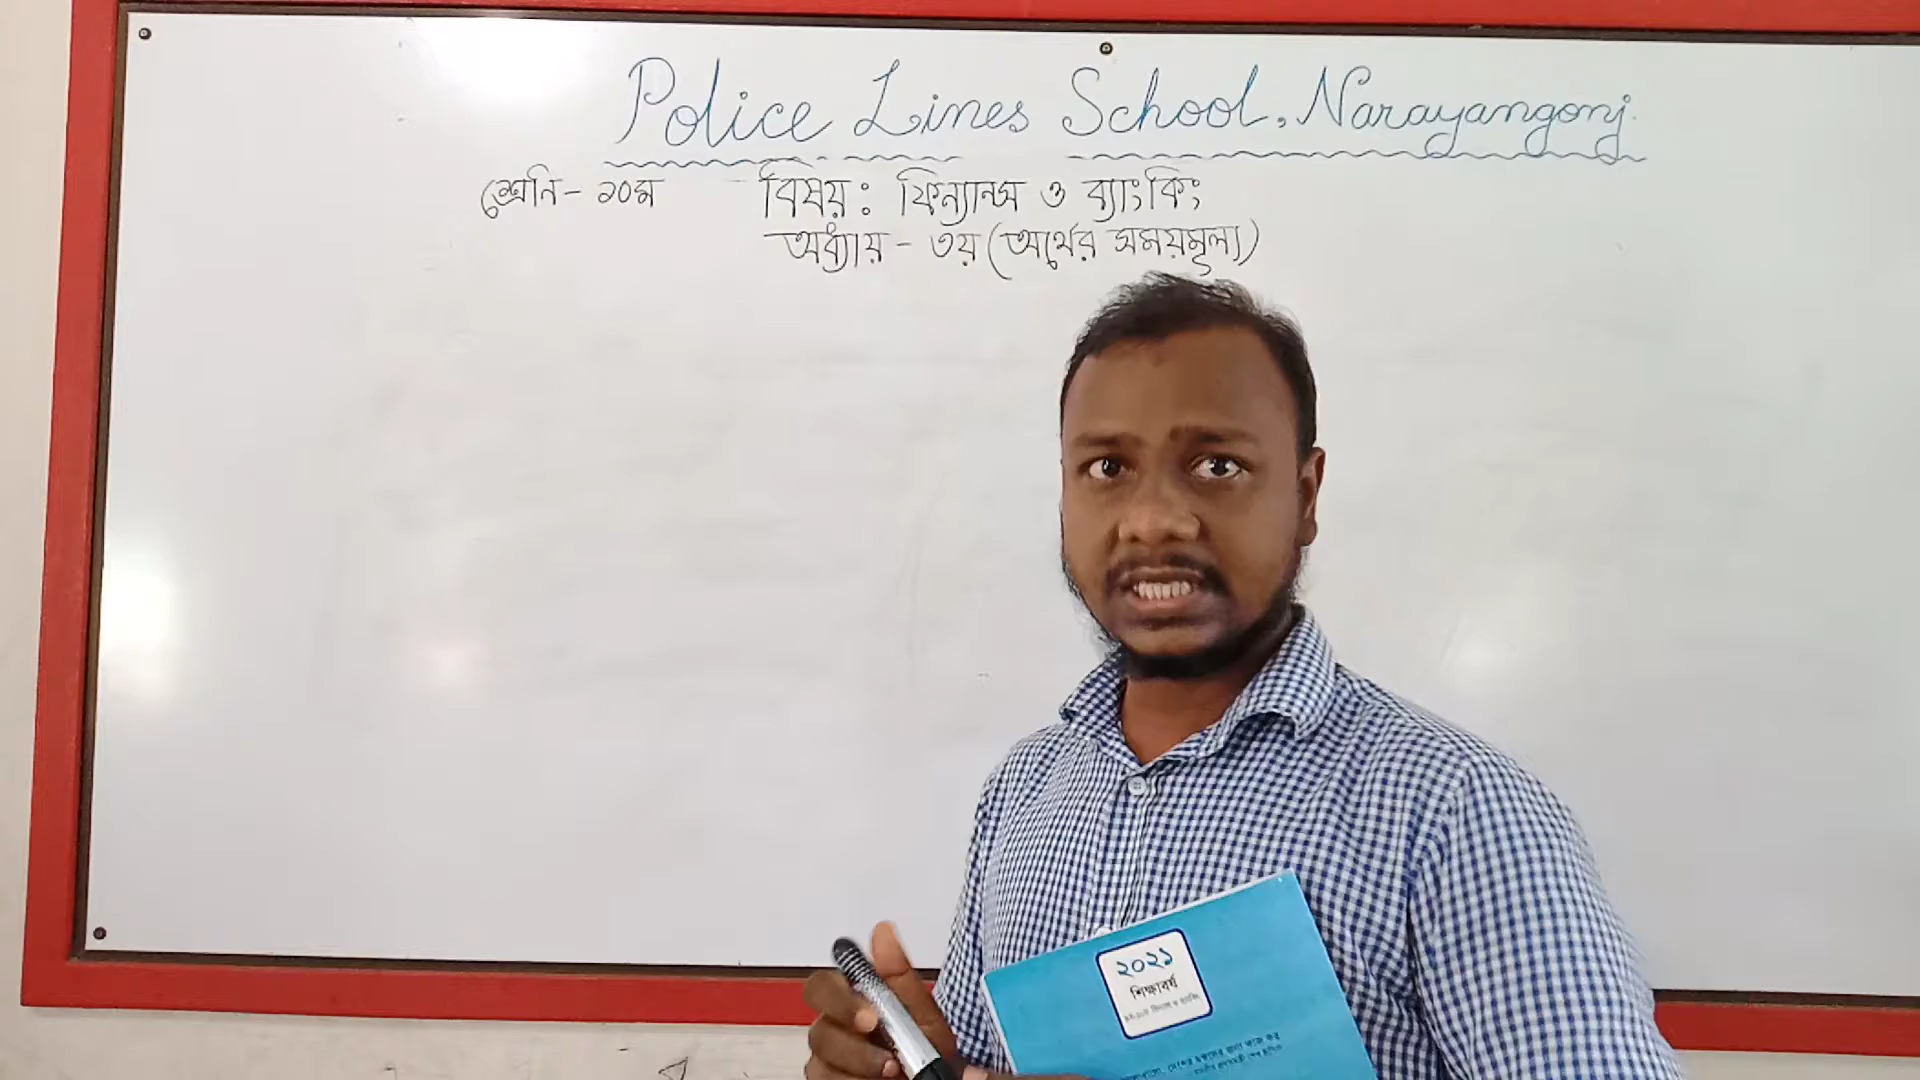 Police Lines School, Narayangonj.
শ্রেনি - ১০ম বিষয়: ফিন্যান্স ও ব্যাংকিং
অধ্যায় - ৩য় (অর্থের সময়মূল্য)
২০২১
শিক্ষাবর্ষ